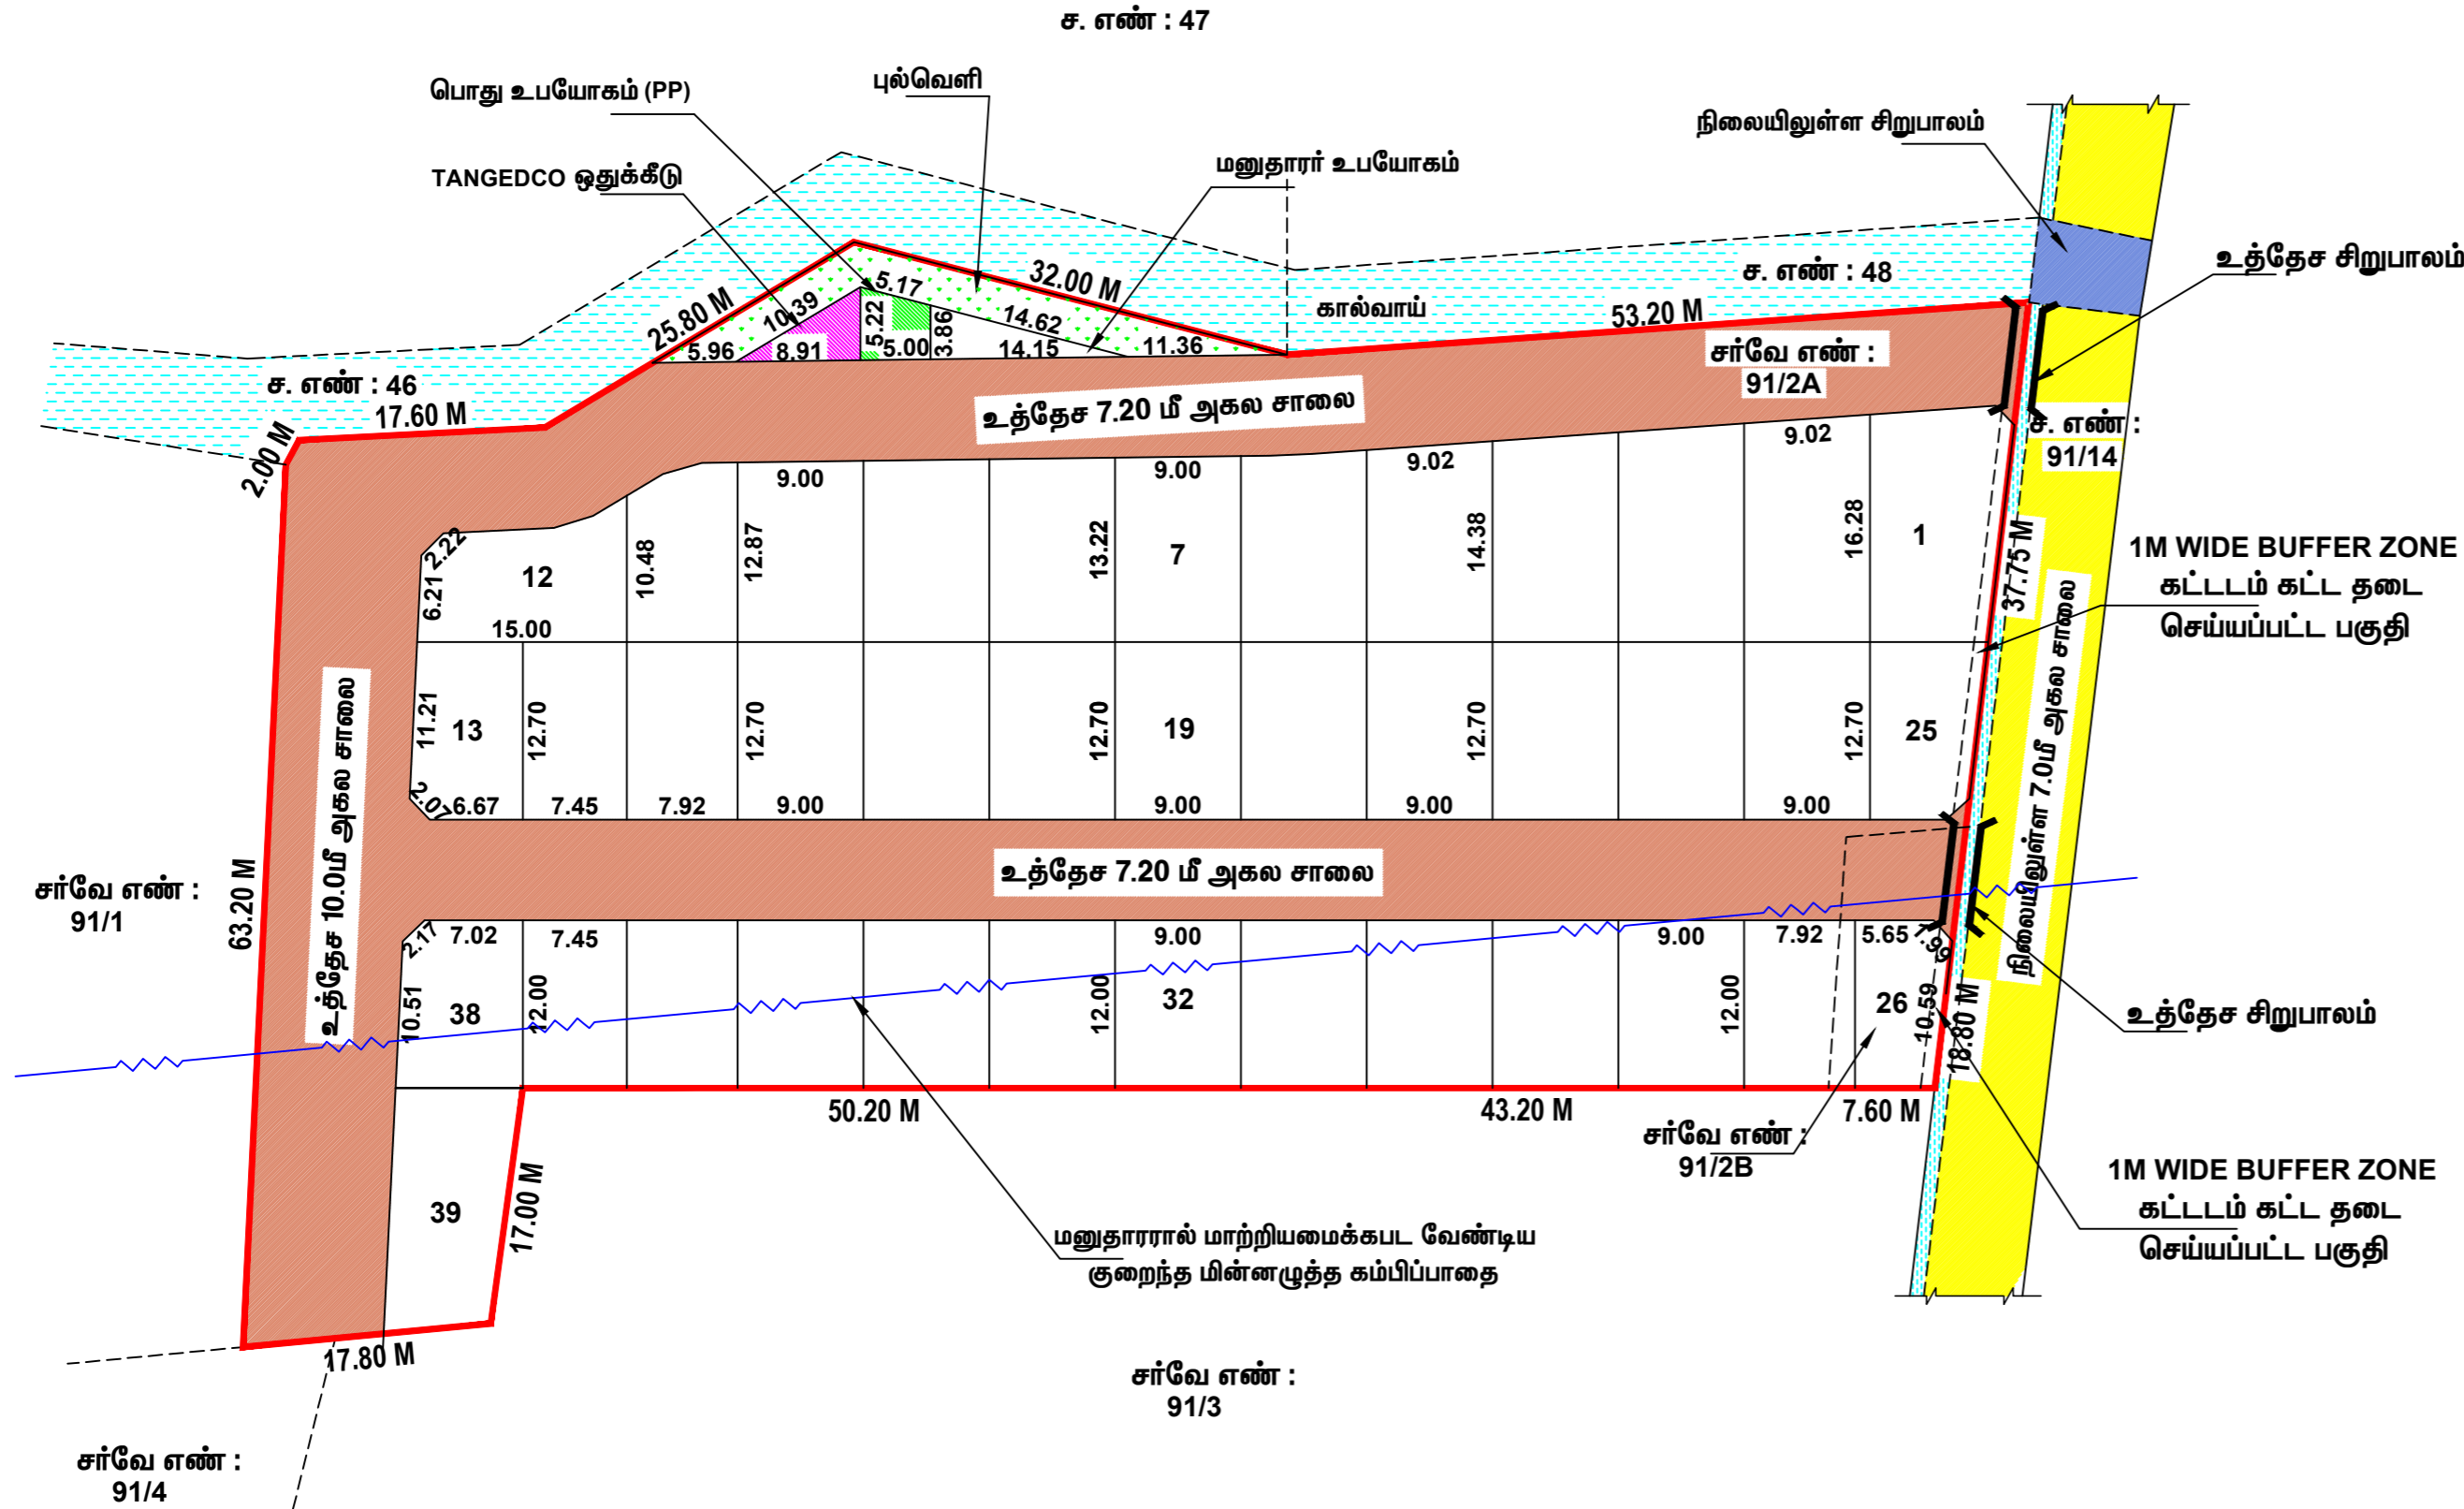 ச. எண் : 47
பொது உபயோகம் (PP)
புல்வெளி
நிலையிலுள்ள சிறுபாலம்
TANGEDCO ஒதுக்கீடு
மனுதாரர் உபயோகம்
உத்தேச சிறுபாலம்
ச. எண் : 48
கால்வாய்
32.00 M
25.80 M
53.20 M
10.39
5.17
14.62
5.22
3.86
5.96
8.91
5.00
14.15
11.36
சர்வே எண் :
91/2A
ச. எண் : 46
17.60 M
2.00 M
உத்தேச 7.20 மீ அகல சாலை
ச. எண் :
91/14
9.00
9.00
9.02
9.02
2.22
6.21
12
10.48
12.87
13.22
7
14.38
16.28
1
37.75 M
15.00
1M WIDE BUFFER ZONE
கட்டடம் கட்ட தடை
செய்யப்பட்ட பகுதி
11.21
13
12.70
12.70
12.70
19
12.70
12.70
25
2.07
6.67
7.45
7.92
9.00
9.00
9.00
9.00
உத்தேச 10.0மீ அகல சாலை
நிலையிலுள்ள 7.0மீ அகல சாலை
உத்தேச 7.20 மீ அகல சாலை
சர்வே எண் :
91/1
63.20 M
2.17
7.02
7.45
9.00
9.00
7.92
5.65
1.99
10.51
38
12.00
12.00
32
12.00
26
10.59
18.80 M
உத்தேச சிறுபாலம்
50.20 M
43.20 M
7.60 M
சர்வே எண் :
91/2B
39
17.00 M
1M WIDE BUFFER ZONE
கட்டடம் கட்ட தடை
செய்யப்பட்ட பகுதி
மனுதாரரால் மாற்றியமைக்கபட வேண்டிய
குறைந்த மின்னழுத்த கம்பிப்பாதை
17.80 M
சர்வே எண் :
91/3
சர்வே எண் :
91/4